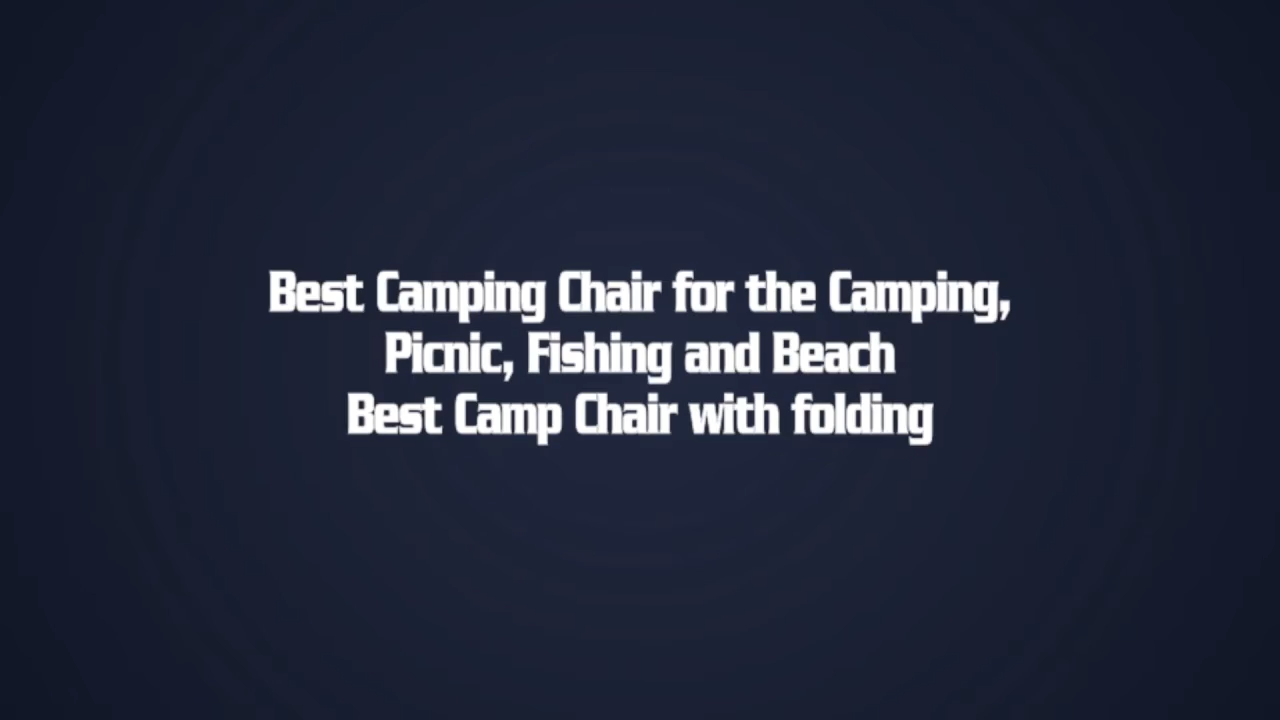 Best Camping Chair for the Camping,
Picnic, Fishing and Beach
Best Camp Chair with folding